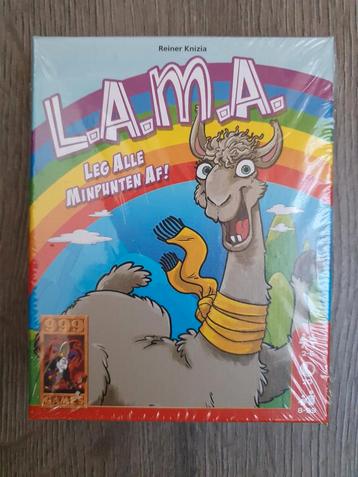 Reiner Knizia
L.A.M.A.
Leg Alle
Minpunten Af!
999
GAMES
8-99